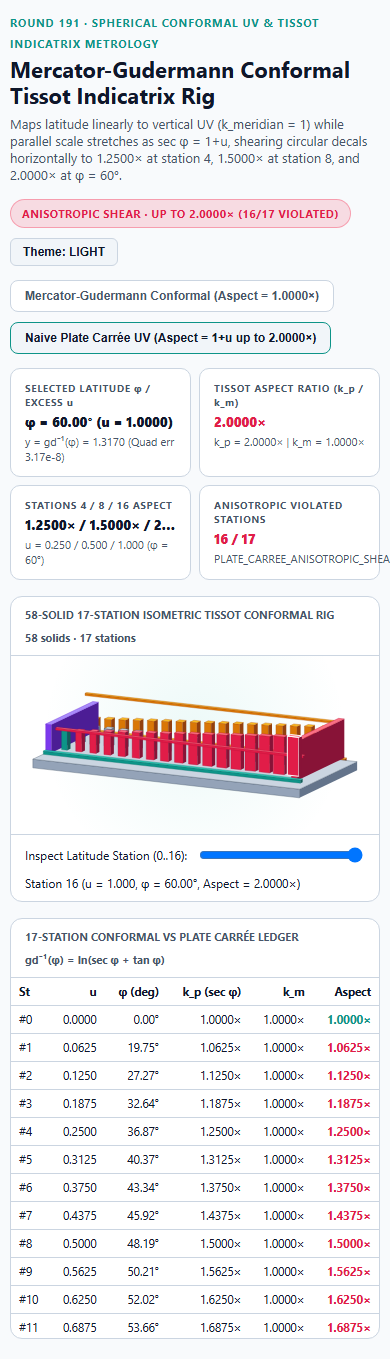 ROUND 191 · SPHERICAL CONFORMAL UV & TISSOT
INDICATRIX METROLOGY
Mercator-Gudermann Conformal
Tissot Indicatrix Rig
Maps latitude linearly to vertical UV (k_meridian = 1) while
parallel scale stretches as sec φ = 1+u, shearing circular decals
horizontally to 1.2500× at station 4, 1.5000× at station 8, and
2.0000× at φ = 60°.
ANISOTROPIC SHEAR · UP TO 2.0000× (16/17 VIOLATED)
Theme: LIGHT
Mercator-Gudermann Conformal (Aspect = 1.0000×)
Naive Plate Carrée UV (Aspect = 1+u up to 2.0000×)
SELECTED LATITUDE φ /
EXCESS u
φ = 60.00° (u = 1.0000)
y = gd⁻¹(φ) = 1.3170 (Quad err
3.17e-8)
TISSOT ASPECT RATIO (k_p /
k_m)
2.0000×
k_p = 2.0000× | k_m = 1.0000×
STATIONS 4 / 8 / 16 ASPECT
1.2500× / 1.5000× / 2...
u = 0.250 / 0.500 / 1.000 (φ =
60°)
ANISOTROPIC VIOLATED
STATIONS
16 / 17
PLATE_CARREE_ANISOTROPIC_SHEA
58-SOLID 17-STATION ISOMETRIC TISSOT CONFORMAL RIG
58 solids · 17 stations
Inspect Latitude Station (0..16):
Station 16 (u = 1.000, φ = 60.00°, Aspect = 2.0000×)
17-STATION CONFORMAL VS PLATE CARRÉE LEDGER
gd⁻¹(φ) = ln(sec φ + tan φ)
St u φ (deg) k_p (sec φ) k_m Aspect
#0 0.0000 0.00° 1.0000× 1.0000× 1.0000×
#1 0.0625 19.75° 1.0625× 1.0000× 1.0625×
#2 0.1250 27.27° 1.1250× 1.0000× 1.1250×
#3 0.1875 32.64° 1.1875× 1.0000× 1.1875×
#4 0.2500 36.87° 1.2500× 1.0000× 1.2500×
#5 0.3125 40.37° 1.3125× 1.0000× 1.3125×
#6 0.3750 43.34° 1.3750× 1.0000× 1.3750×
#7 0.4375 45.92° 1.4375× 1.0000× 1.4375×
#8 0.5000 48.19° 1.5000× 1.0000× 1.5000×
#9 0.5625 50.21° 1.5625× 1.0000× 1.5625×
#10 0.6250 52.02° 1.6250× 1.0000× 1.6250×
#11 0.6875 53.66° 1.6875× 1.0000× 1.6875×